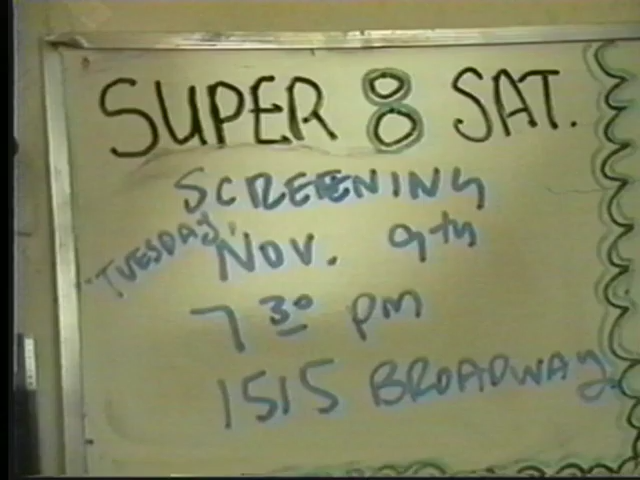 SUPER 8 SAT.
SCREENING
TUESDAY, NOV. 9th
7 30 pm
1515 BROADWAY